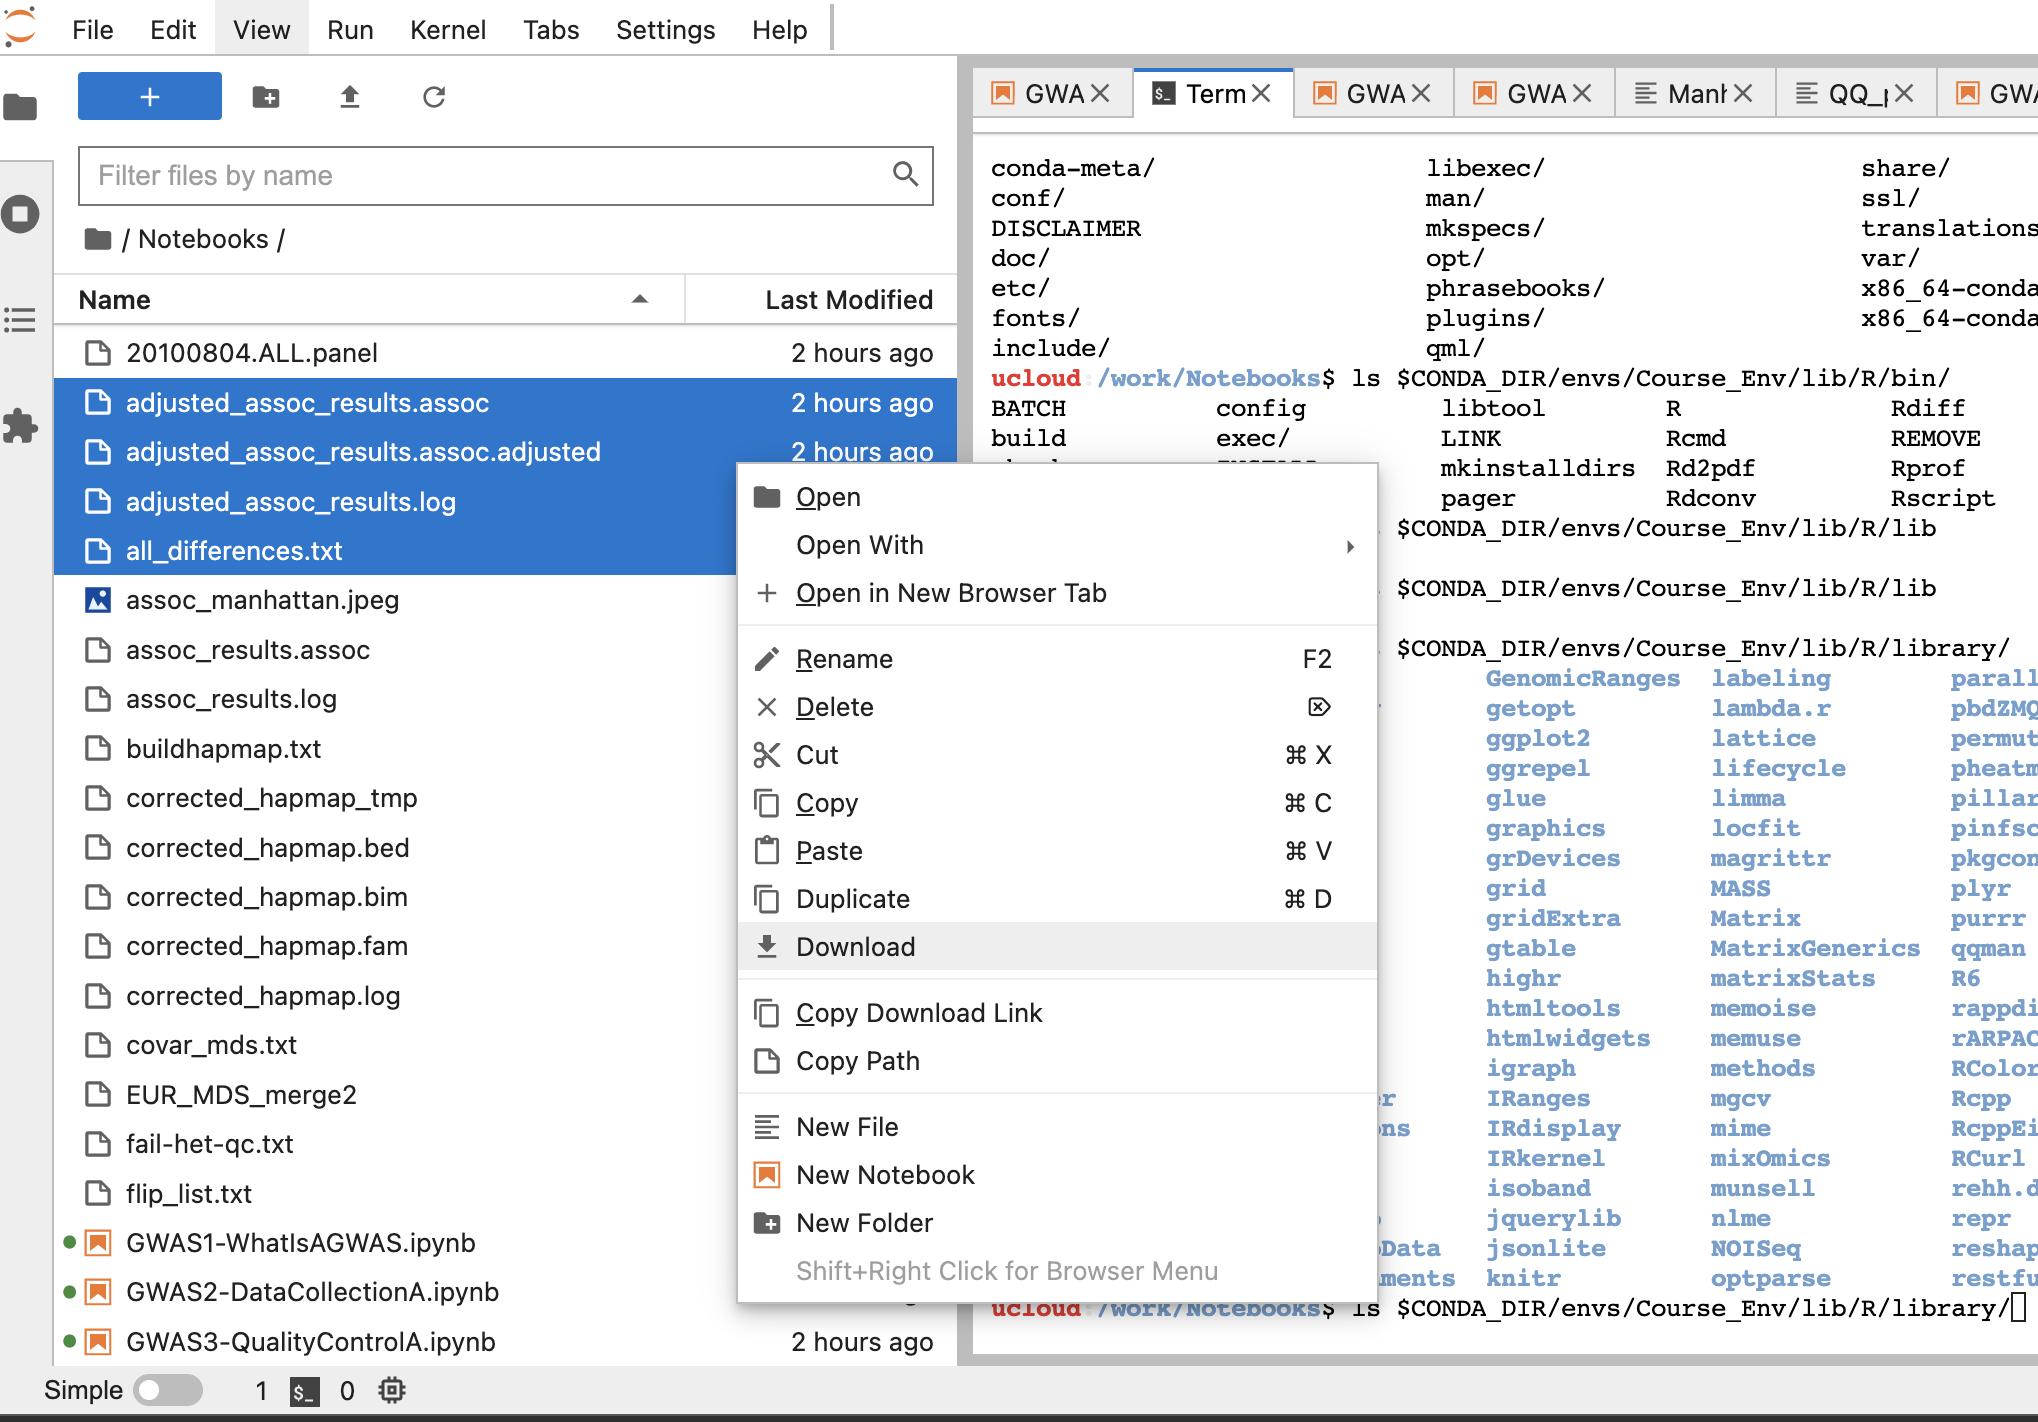 File Edit View Run Kernel Tabs Settings Help
+
Filter files by name
/ Notebooks /
Name Last Modified
20100804.ALL.panel 2 hours ago
adjusted_assoc_results.assoc 2 hours ago
adjusted_assoc_results.assoc.adjusted 2 hours ago
adjusted_assoc_results.log
all_differences.txt
assoc_manhattan.jpeg
assoc_results.assoc
assoc_results.log
buildhapmap.txt
corrected_hapmap_tmp
corrected_hapmap.bed
corrected_hapmap.bim
corrected_hapmap.fam
corrected_hapmap.log
covar_mds.txt
EUR_MDS_merge2
fail-het-qc.txt
flip_list.txt
GWAS1-WhatIsAGWAS.ipynb
GWAS2-DataCollectionA.ipynb
GWAS3-QualityControlA.ipynb 2 hours ago
Simple 1 $_ 0
Open
Open With
Open in New Browser Tab
Rename F2
Delete
Cut ⌘ X
Copy ⌘ C
Paste ⌘ V
Duplicate ⌘ D
Download
Copy Download Link
Copy Path
New File
New Notebook
New Folder
Shift+Right Click for Browser Menu
GWA Term GWA GWA Manh QQ_p GWA
conda-meta/ libexec/ share/
conf/ man/ ssl/
DISCLAIMER mkspecs/ translations
doc/ opt/ var/
etc/ phrasebooks/ x86_64-conda
fonts/ plugins/ x86_64-conda
include/ qml/
ucloud:/work/Notebooks$ ls $CONDA_DIR/envs/Course_Env/lib/R/bin/
BATCH config libtool R Rdiff
build exec/ LINK Rcmd REMOVE
mkinstalldirs Rd2pdf Rprof
pager Rdconv Rscript
$CONDA_DIR/envs/Course_Env/lib/R/lib
$CONDA_DIR/envs/Course_Env/lib/R/lib
$CONDA_DIR/envs/Course_Env/lib/R/library/
GenomicRanges labeling parall
getopt lambda.r pbdZMQ
ggplot2 lattice permut
ggrepel lifecycle pheatm
glue limma pillar
graphics locfit pinfsc
grDevices magrittr pkgcon
grid MASS plyr
gridExtra Matrix purrr
gtable MatrixGenerics qqman
highr matrixStats R6
htmltools memoise rappdi
htmlwidgets memuse rARPAC
igraph methods RColor
er IRanges mgcv Rcpp
ons IRdisplay mime RcppEi
IRkernel mixOmics RCurl
isoband munsell rehh.d
jquerylib nlme repr
Data jsonlite NOISeq reshap
ments knitr optparse restfu
ucloud:/work/Notebooks$ ls $CONDA_DIR/envs/Course_Env/lib/R/library/